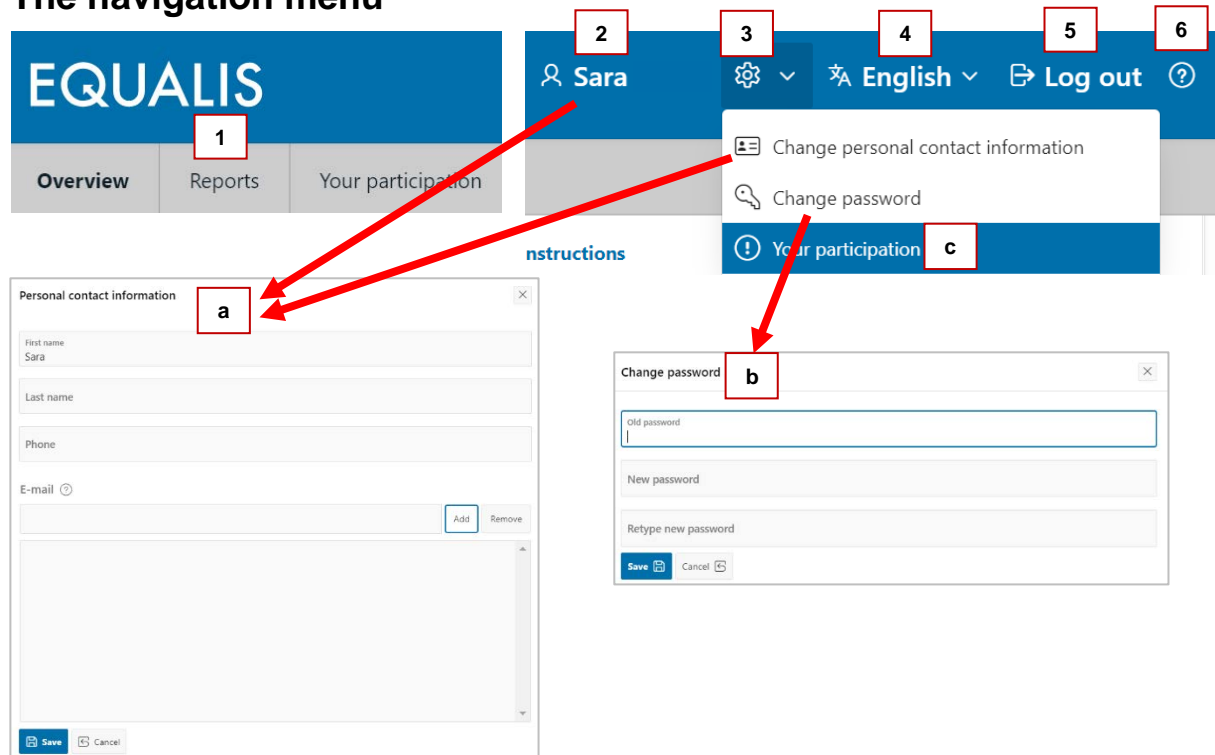 The navigation menu
2 3 4 5 6
EQUALIS
Sara English Log out
1
Overview Reports Your participation
Change personal contact information
Change password
Your participation c
nstructions
Personal contact information
a
First name
Sara
Last name
Phone
E-mail
Add Remove
Save Cancel
Change password
b
Old password
New password
Retype new password
Save Cancel